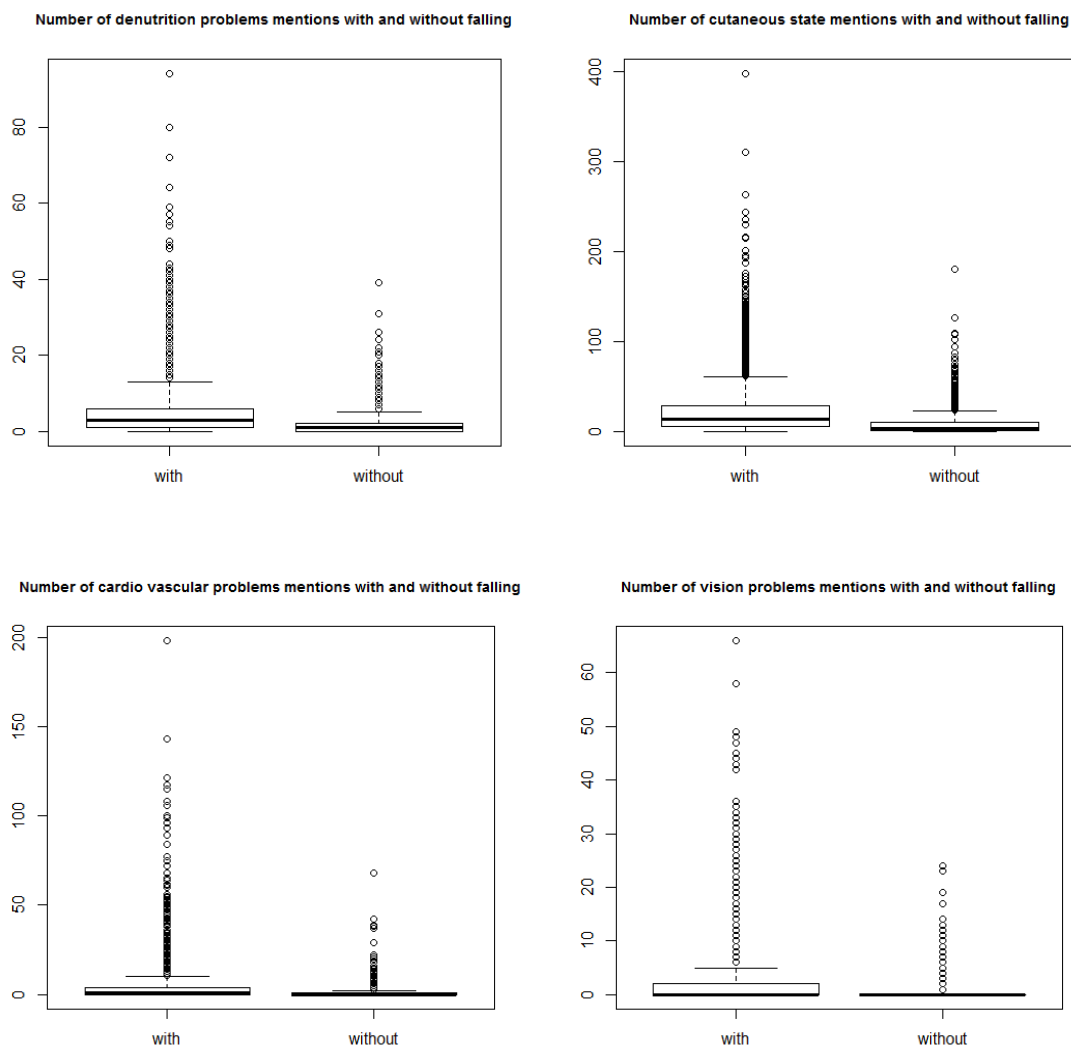 Number of denutrition problems mentions with and without falling
80
60
40
20
0
with
without
Number of cutaneous state mentions with and without falling
400
300
200
100
0
with
without
Number of cardio vascular problems mentions with and without falling
200
150
100
50
0
with
without
Number of vision problems mentions with and without falling
60
50
40
30
20
10
0
with
without